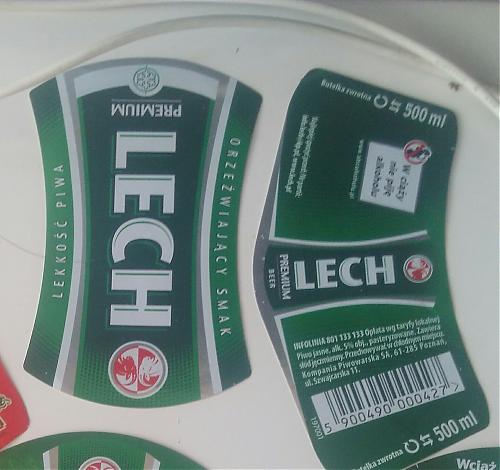 PREMIUM
LECH
LEKKOŚĆ PIWA
ORZEŹWIAJĄCY SMAK
Butelka zwrotna 500 ml
W ciąży
nie piję
alkoholu
PREMIUM
BEER
LECH
INFOLINIA 801 133 133 Opłata wg taryfy lokalnej
Piwo jasne, alk. 5% obj., pasteryzowane. Zawiera
słód jęczmienny. Przechowywać w chłodnym miejscu.
Kompania Piwowarska SA, 61-285 Poznań,
ul. Szwajcarska 11.
5 900490 000427 >
Butelka zwrotna 500 ml
Wciąż